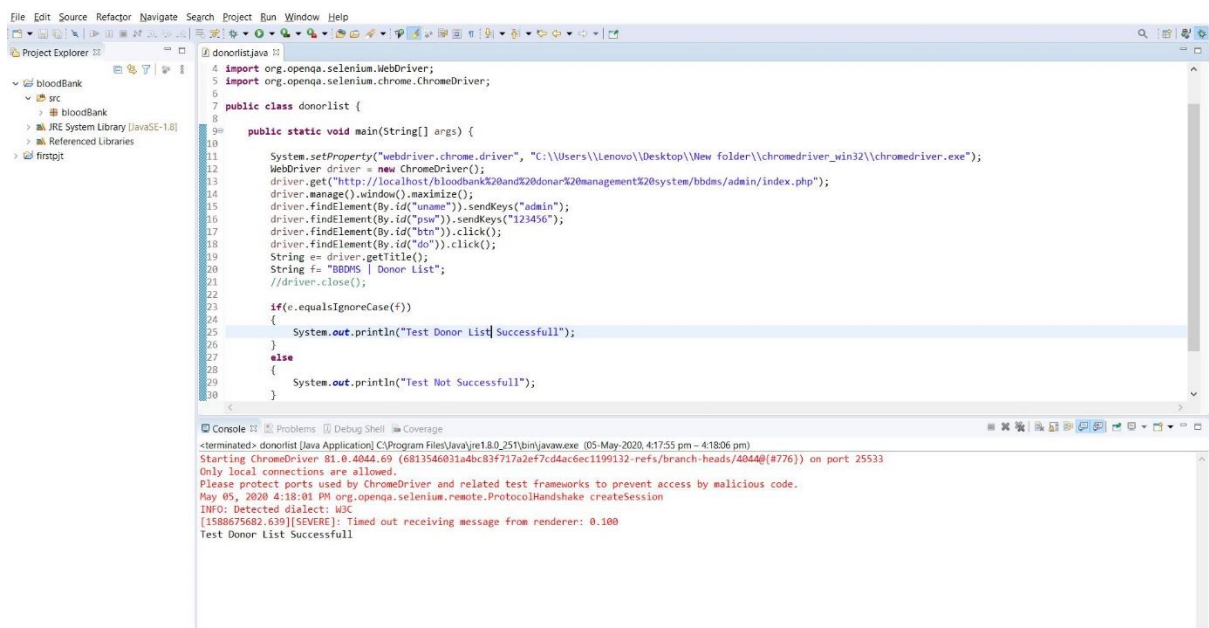 File Edit Source Refactor Navigate Search Project Run Window Help
Project Explorer
bloodBank
src
bloodBank
JRE System Library [JavaSE-1.8]
Referenced Libraries
firstpjt
donorlist.java
4 import org.openqa.selenium.WebDriver;
5 import org.openqa.selenium.chrome.ChromeDriver;
6
7 public class donorlist {
8
9 public static void main(String[] args) {
10
11 System.setProperty("webdriver.chrome.driver", "C:\\Users\\Lenovo\\Desktop\\New folder\\chromedriver_win32\\chromedriver.exe");
12 WebDriver driver = new ChromeDriver();
13 driver.get("http://localhost/bloodbank%20and%20donar%20management%20system/bbdms/admin/index.php");
14 driver.manage().window().maximize();
15 driver.findElement(By.id("uname")).sendKeys("admin");
16 driver.findElement(By.id("psw")).sendKeys("123456");
17 driver.findElement(By.id("btn")).click();
18 driver.findElement(By.id("do")).click();
19 String e= driver.getTitle();
20 String f= "BBDMS | Donor List";
21 //driver.close();
22
23 if(e.equalsIgnoreCase(f))
24 {
25 System.out.println("Test Donor List Successfull");
26 }
27 else
28 {
29 System.out.println("Test Not Successfull");
30 }
Console Problems Debug Shell Coverage
<terminated> donorlist [Java Application] C:\Program Files\Java\jre1.8.0_251\bin\javaw.exe (05-May-2020, 4:17:55 pm – 4:18:06 pm)
Starting ChromeDriver 81.0.4044.69 (6813546031a4bc83f717a2ef7cd4ac6ec1199132-refs/branch-heads/4044@{#776}) on port 25533
Only local connections are allowed.
Please protect ports used by ChromeDriver and related test frameworks to prevent access by malicious code.
May 05, 2020 4:18:01 PM org.openqa.selenium.remote.ProtocolHandshake createSession
INFO: Detected dialect: W3C
[1588675682.639][SEVERE]: Timed out receiving message from renderer: 0.100
Test Donor List Successfull